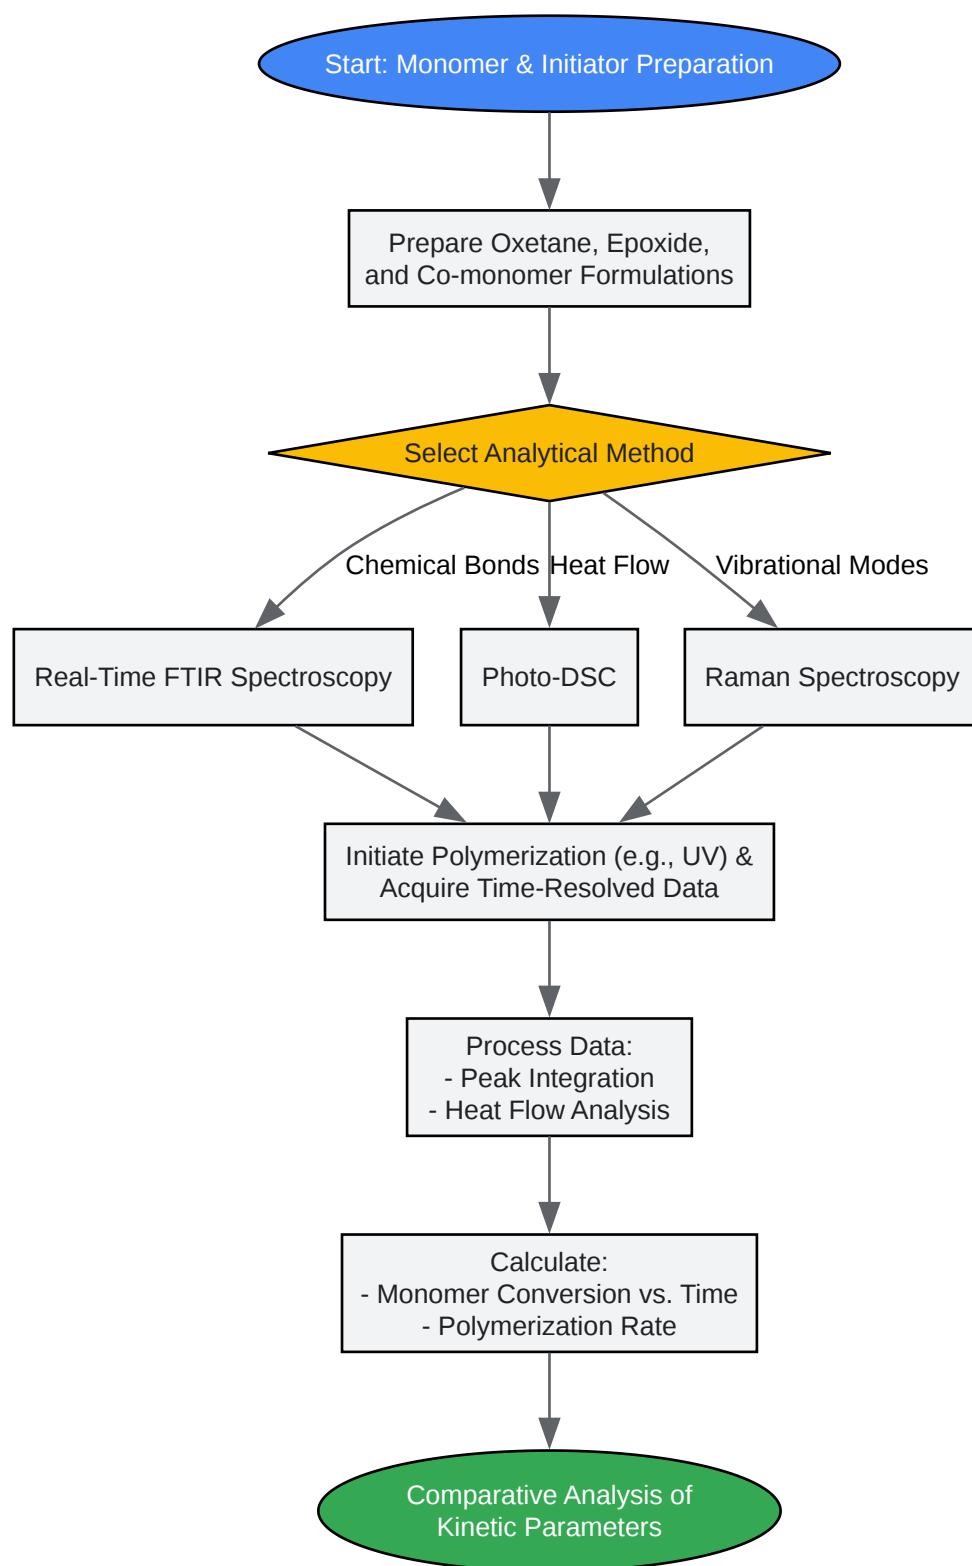 Start: Monomer & Initiator Preparation
Prepare Oxetane, Epoxide,
and Co-monomer Formulations
Select Analytical Method
Chemical Bonds
Heat Flow
Vibrational Modes
Real-Time FTIR Spectroscopy
Photo-DSC
Raman Spectroscopy
Initiate Polymerization (e.g., UV) &
Acquire Time-Resolved Data
Process Data:
- Peak Integration
- Heat Flow Analysis
Calculate:
- Monomer Conversion vs. Time
- Polymerization Rate
Comparative Analysis of
Kinetic Parameters